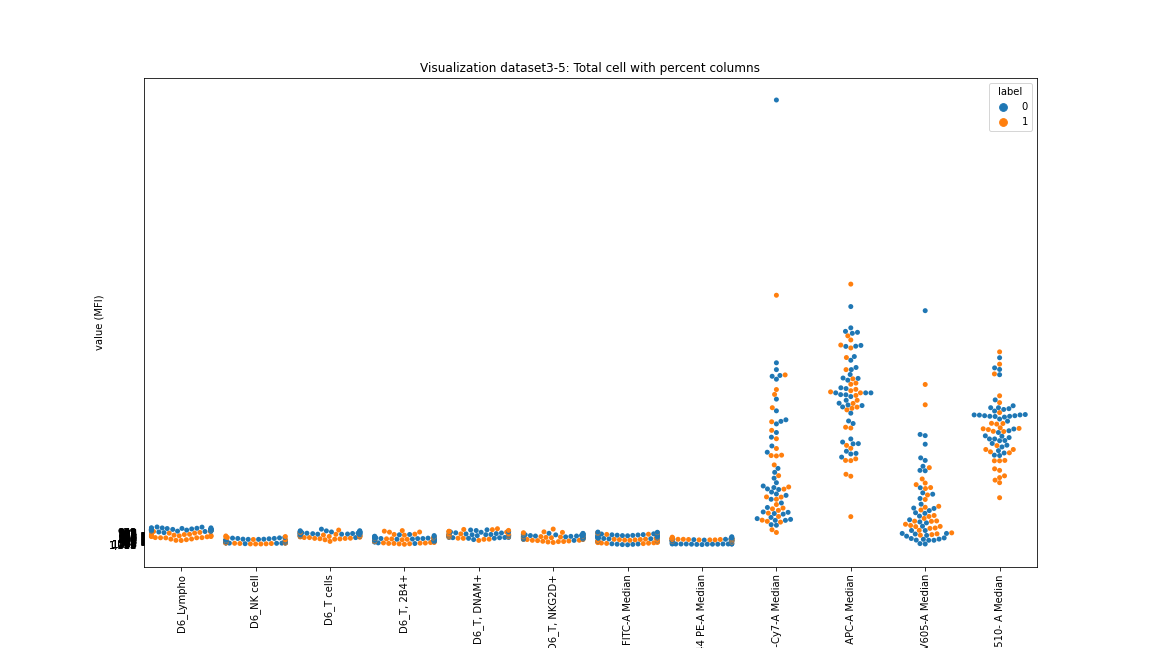 Visualization dataset3-5: Total cell with percent columns
label
0
1
value (MFI)
D6_Lympho
D6_NK cell
D6_T cells
D6_T, 2B4+
D6_T, DNAM+
D6_T, NKG2D+
FITC-A Median
4 PE-A Median
-Cy7-A Median
APC-A Median
V605-A Median
510- A Median